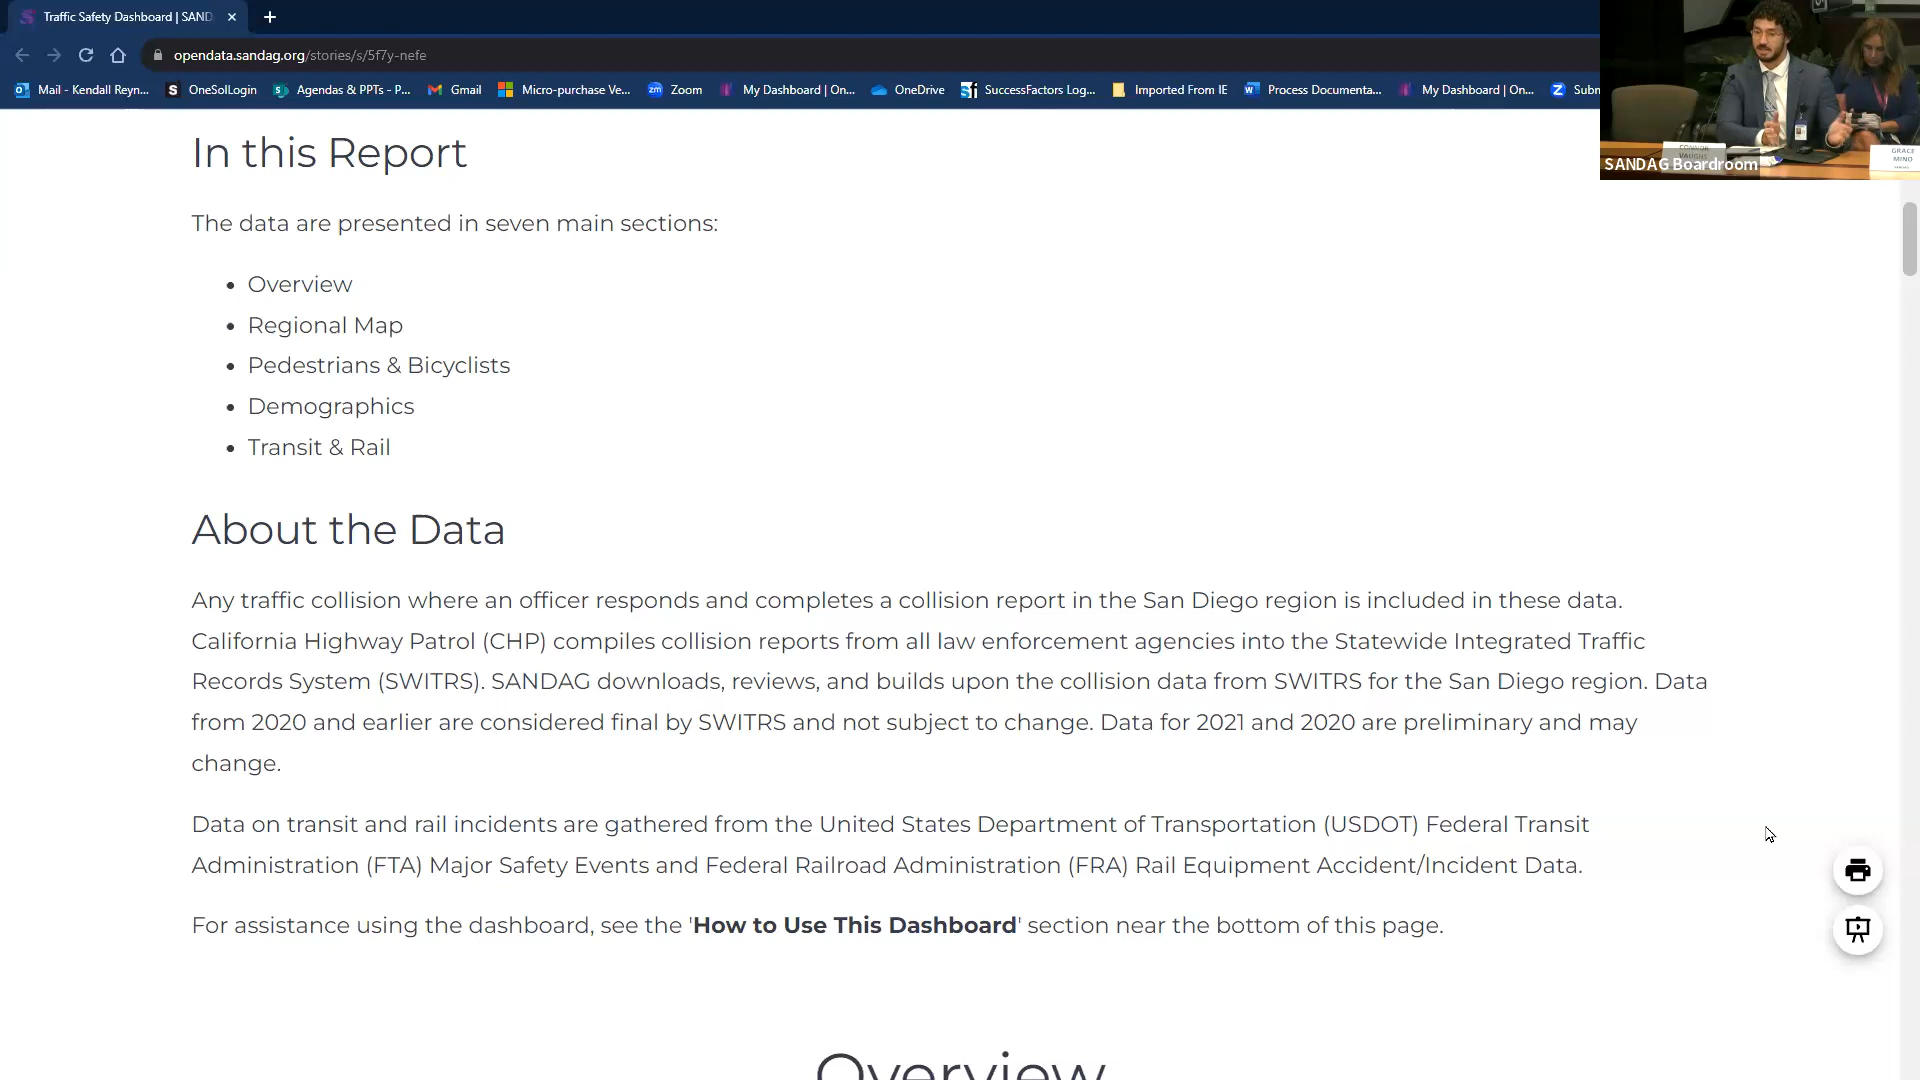 Traffic Safety Dashboard | SAND
opendata.sandag.org/stories/s/5f7y-nefe
Mail - Kendall Reyn...
OneSolLogin
Agendas & PPTs - P...
Gmail
Micro-purchase Ve...
Zoom
My Dashboard | On...
OneDrive
SuccessFactors Log...
Imported From IE
Process Documenta...
My Dashboard | On...
Subm
CONNOR
VAUGHS
GRACE
MINO
SANDAG Boardroom
In this Report
The data are presented in seven main sections:
• Overview
• Regional Map
• Pedestrians & Bicyclists
• Demographics
• Transit & Rail
About the Data
Any traffic collision where an officer responds and completes a collision report in the San Diego region is included in these data.
California Highway Patrol (CHP) compiles collision reports from all law enforcement agencies into the Statewide Integrated Traffic
Records System (SWITRS). SANDAG downloads, reviews, and builds upon the collision data from SWITRS for the San Diego region. Data
from 2020 and earlier are considered final by SWITRS and not subject to change. Data for 2021 and 2020 are preliminary and may
change.
Data on transit and rail incidents are gathered from the United States Department of Transportation (USDOT) Federal Transit
Administration (FTA) Major Safety Events and Federal Railroad Administration (FRA) Rail Equipment Accident/Incident Data.
For assistance using the dashboard, see the 'How to Use This Dashboard' section near the bottom of this page.
Overview